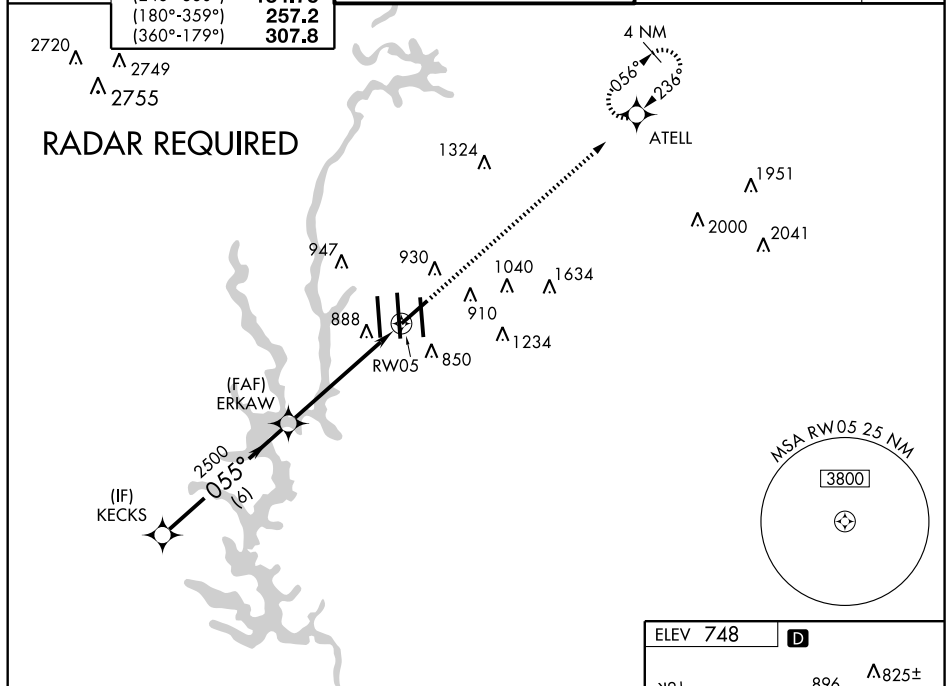 (180°-359°) 257.2
(360°-179°) 307.8
2720
2749
2755
RADAR REQUIRED
4 NM
056°
236°
ATELL
1324
1951
2000
2041
947
930
1040
1634
910
888
1234
850
RW05
(FAF)
ERKAW
2500
055°
(6)
(IF)
KECKS
MSA RW05 25 NM
3800
ELEV 748 D
896
825±